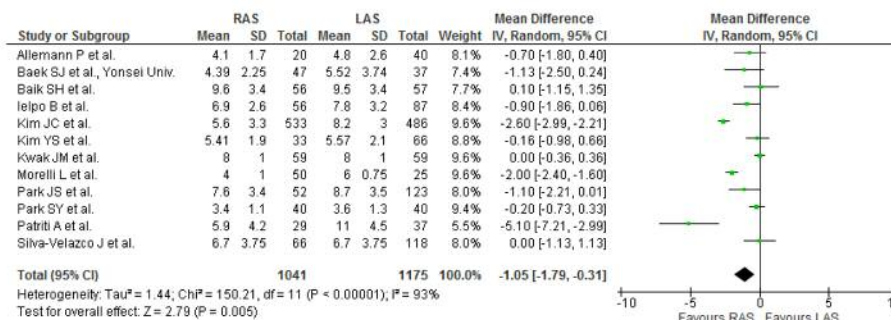 RAS LAS Mean Difference Mean Difference
Study or Subgroup Mean SD Total Mean SD Total Weight IV, Random, 95% CI IV, Random, 95% CI
Allemann P et al. 4.1 1.7 20 4.8 2.6 40 8.1% -0.70 [-1.80, 0.40]
Baek SJ et al., Yonsei Univ. 4.39 2.25 47 5.52 3.74 37 7.4% -1.13 [-2.50, 0.24]
Baik SH et al. 9.6 3.4 56 9.5 3.4 57 7.7% 0.10 [-1.15, 1.35]
Ielpo B et al. 6.9 2.6 56 7.8 3.2 87 8.5% -0.90 [-1.86, 0.06]
Kim JC et al. 5.6 3.3 533 8.2 3 486 9.6% -2.60 [-2.99, -2.21]
Kim YS et al. 5.41 1.9 33 5.57 2.1 66 8.8% -0.16 [-0.98, 0.66]
Kwak JM et al. 8 1 59 8 1 59 9.6% 0.00 [-0.36, 0.36]
Morelli L et al. 4 1 50 6 0.75 25 9.6% -2.00 [-2.40, -1.60]
Park JS et al. 7.6 3.4 52 8.7 3.5 123 8.1% -1.10 [-2.21, 0.01]
Park SY et al. 3.4 1.1 40 3.6 1.3 40 9.4% -0.20 [-0.73, 0.33]
Patriti A et al. 5.9 4.2 29 11 4.5 37 5.2% -5.10 [-7.21, -2.99]
Silva-Velazco J et al. 6.7 3.75 66 6.7 3.75 118 8.0% 0.00 [-1.13, 1.13]
Total (95% CI) 1041 1175 100.0% -1.05 [-1.79, -0.31]
Heterogeneity: Tau² = 1.44; Chi² = 150.21, df = 11 (P < 0.00001); I² = 93%
Test for overall effect: Z = 2.79 (P = 0.005)
-10 -5 0 5
Favours RAS Favours LAS